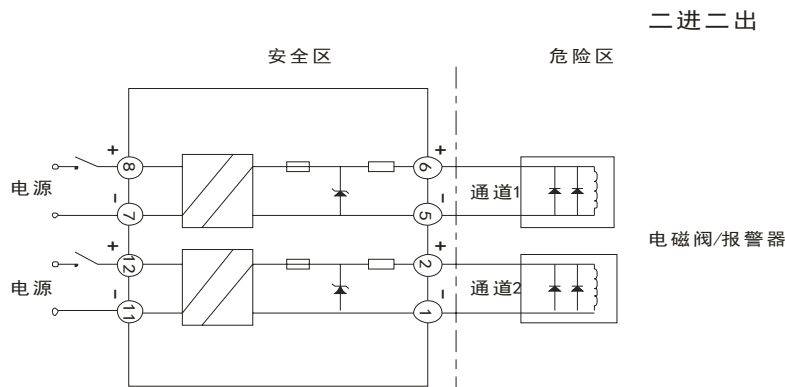 二进二出
安全区
危险区
+ 8 6 +
电源
- 7 5 -
通道1
电磁阀/报警器
+ 12 2 +
电源
- 11 1 -
通道2